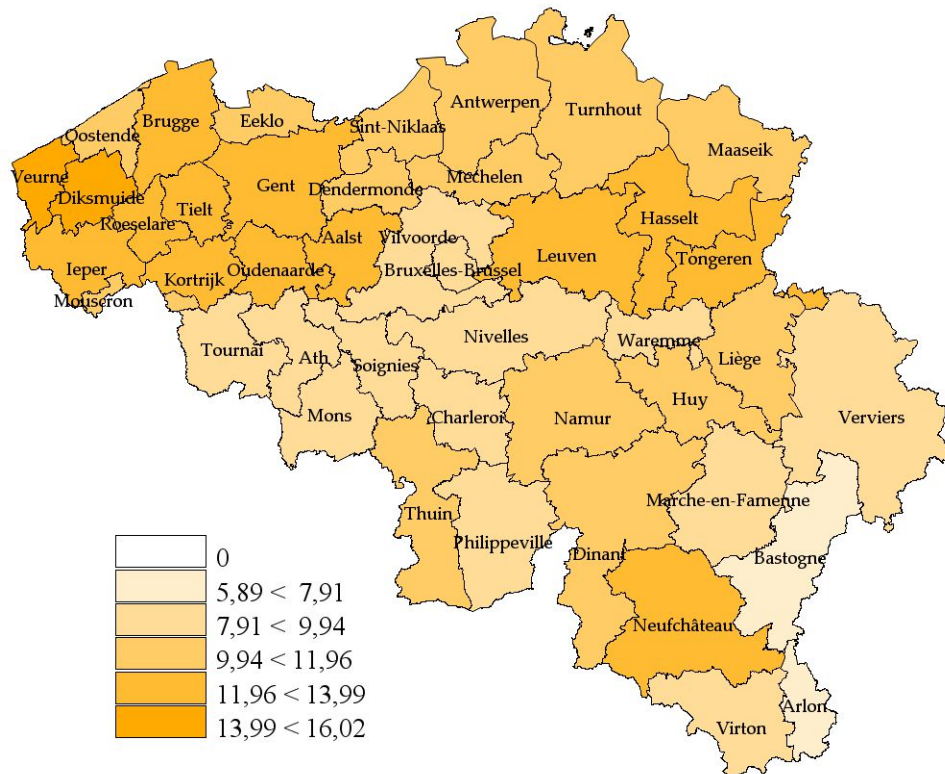 Antwerpen
Turnhout
Brugge
Eeklo
Sint-Niklaas
Oostende
Maaseik
Mechelen
Veurne
Gent
Dendermonde
Diksmuide
Tielt
Hasselt
Roeselare
Aalst
Vilvoorde
Leuven
Tongeren
Ieper
Kortrijk
Oudenaarde
Bruxelles-Brussel
Mouscron
Nivelles
Waremme
Tournai
Ath
Soignies
Liège
Huy
Mons
Charleroi
Namur
Verviers
Marche-en-Famenne
Thuin
Philippeville
Dinant
Bastogne
Neufchâteau
Arlon
Virton
0
5,89 < 7,91
7,91 < 9,94
9,94 < 11,96
11,96 < 13,99
13,99 < 16,02